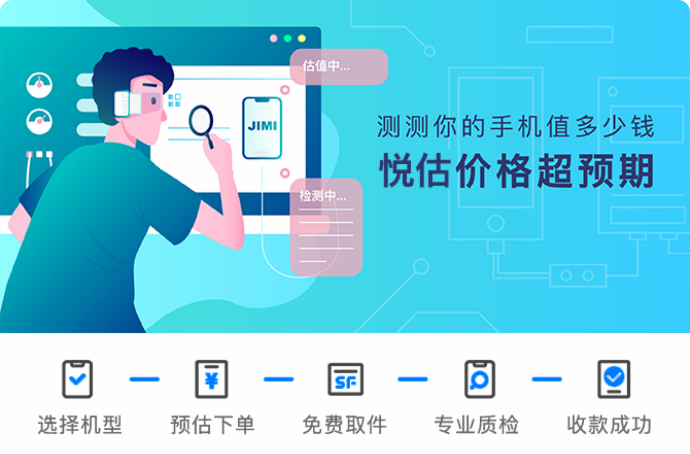 估值中...
JIMI
测测你的手机值多少钱
悦估价格超预期
检测中...
SF
选择机型
预估下单
免费取件
专业质检
收款成功